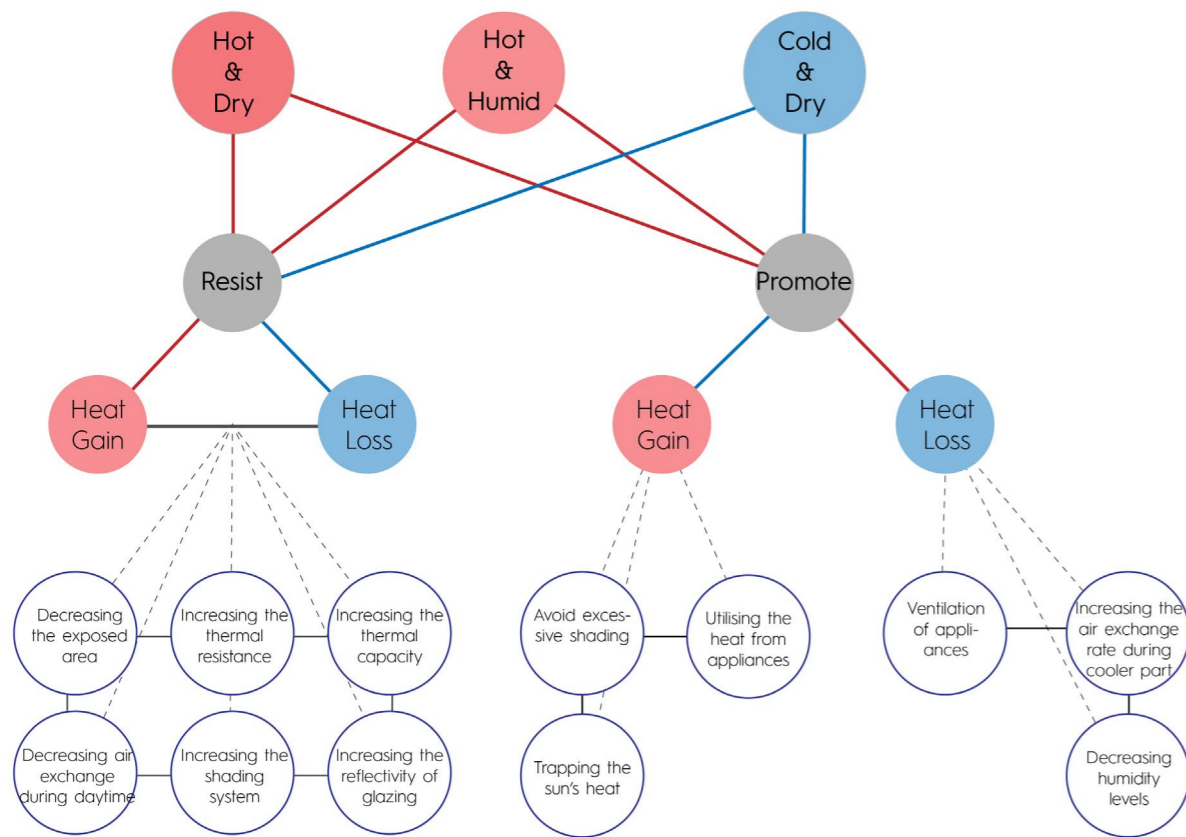 Hot
&
Dry
Hot
&
Humid
Cold
&
Dry
Resist
Promote
Heat
Gain
Heat
Loss
Heat
Gain
Heat
Loss
Decreasing
the exposed
area
Increasing the
thermal
resistance
Increasing the
thermal
capacity
Avoid exces-
sive shading
Utilising the
heat from
appliances
Ventilation
of appli-
ances
Increasing the
air exchange
rate during
cooler part
Decreasing air
exchange
during daytime
Increasing the
shading
system
Increasing the
reflectivity of
glazing
Trapping the
sun's heat
Decreasing
humidity
levels